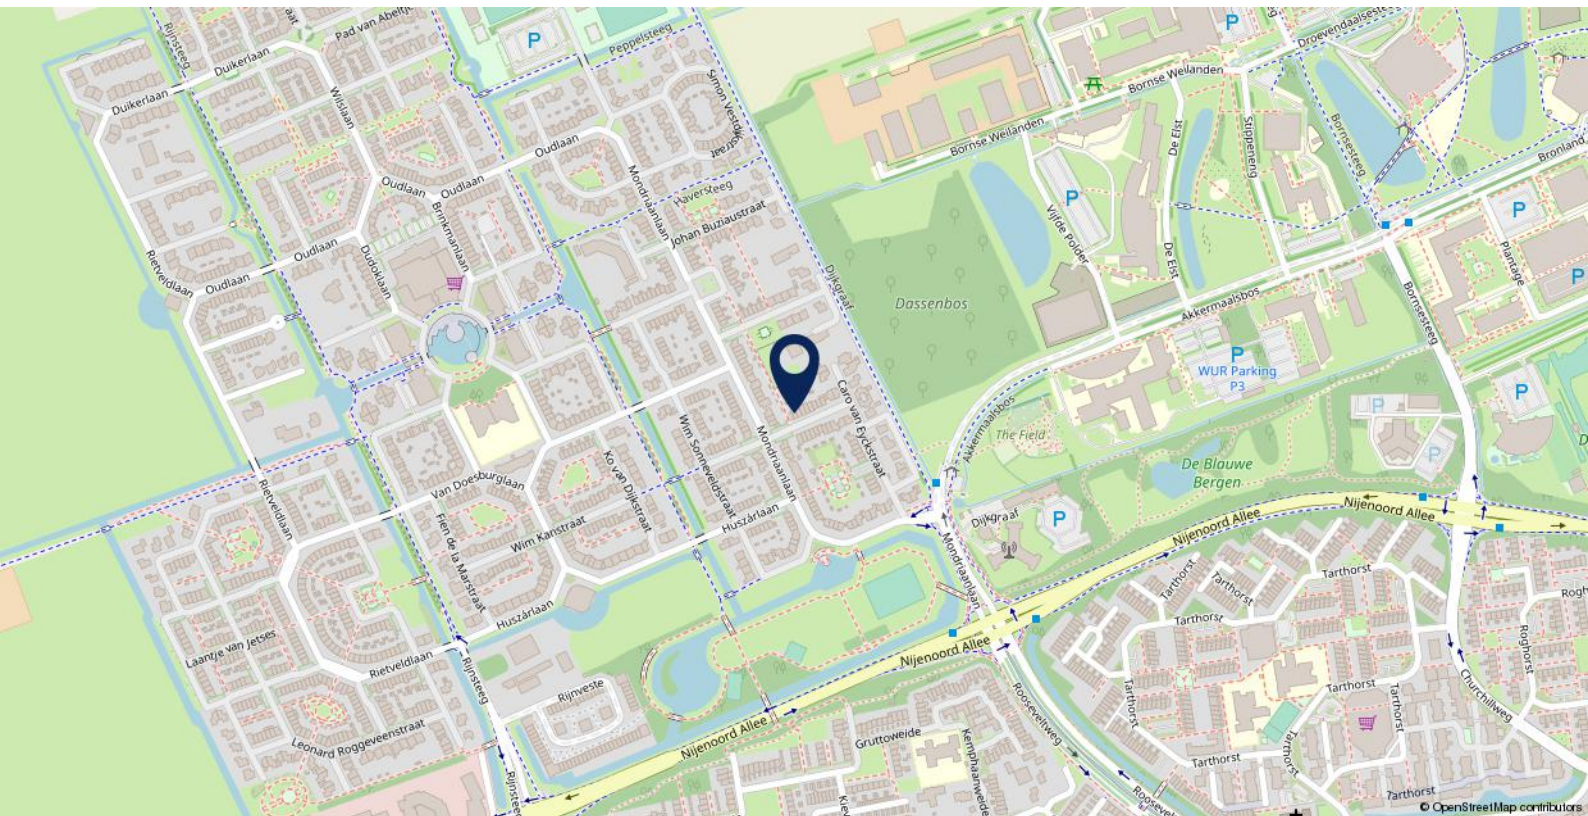 Rijnsteeg
Pad van Abeltje
Duikerlaan
Duikerlaan
Wilslaan
Peppelsteeg
P
Simon Vestdijkstraat
P
Droevendaalsesteeg
Bornse Weilanden
Bornse Weilanden
De Elst
Stippeneng
Bornsesteeg
Bronland
Oudlaan
Mondriaanlaan
Oudlaan
Oudlaan
Brinkmanlaan
Haversteeg
Johan Buziaustraat
P
Vijfde Polder
P
Plantage
Rietveldlaan
Oudlaan
Oudlaan
Dudoklaan
Dijkgraaf
Dassenbos
De Elst
Akkermaalsbos
Bornsesteeg
P
P
WUR Parking
P3
P
P
P
Caro van Eyckstraat
Akkermaalsbos
The Field
De Blauwe
Bergen
Wim Sonneveldstraat
Mondriaanlaan
Ko van Dijkstraat
Van Doesburglaan
Rietveldlaan
Fien de la Marstraat
Wim Kanstraat
Huszárlaan
Dijkgraaf
P
Nijenoord Allee
Nijenoord Allee
Mondriaanlaan
Tarthorst
Tarthorst
Tarthorst
Tarthorst
Roghorst
Huszárlaan
Laantje van Jetses
Rietveldlaan
Rijnsteeg
Rijnveste
Nijenoord Allee
Rooseveltweg
Tarthorst
Tarthorst
Tarthorst
Churchillweg
Leonard Roggeveenstraat
Nijenoord Allee
Gruttoweide
Kemphaanweide
Tarthorst
Tarthorst
Tarthorst
© OpenStreetMap contributors